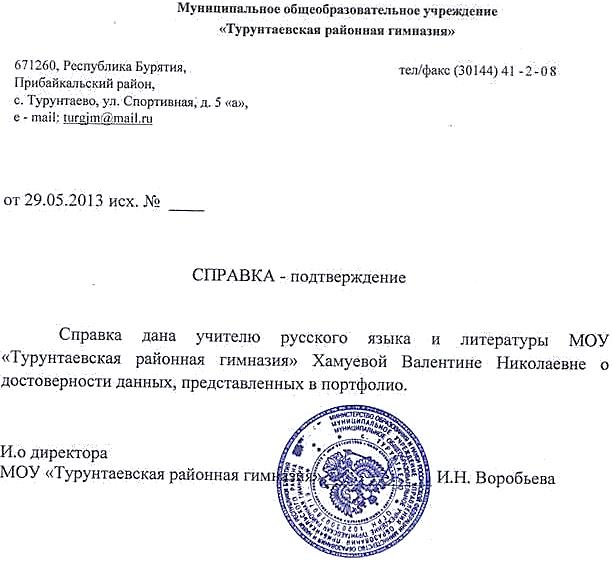 Муниципальное общеобразовательное учреждение
«Турунтаевская районная гимназия»
671260, Республика Бурятия,
Прибайкальский район,
с. Турунтаево, ул. Спортивная, д. 5 «а»,
e - mail: turgjm@mail.ru
тел/факс (30144) 41 - 2 - 0 8
от 29.05.2013 исх. № ____
СПРАВКА - подтверждение
Справка дана учителю русского языка и литературы МОУ
«Турунтаевская районная гимназия» Хамуевой Валентине Николаевне о
достоверности данных, представленных в портфолио.
И.о директора
МОУ «Турунтаевская районная гимназия» И.Н. Воробьева